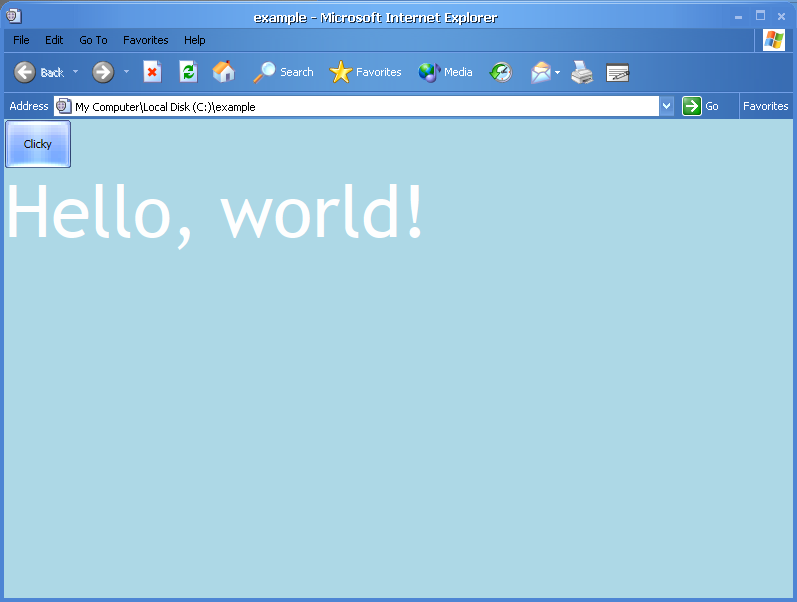 example - Microsoft Internet Explorer
File Edit Go To Favorites Help
Back Search Favorites Media
Address My Computer\Local Disk (C:)\example Go Favorites
Clicky
Hello, world!